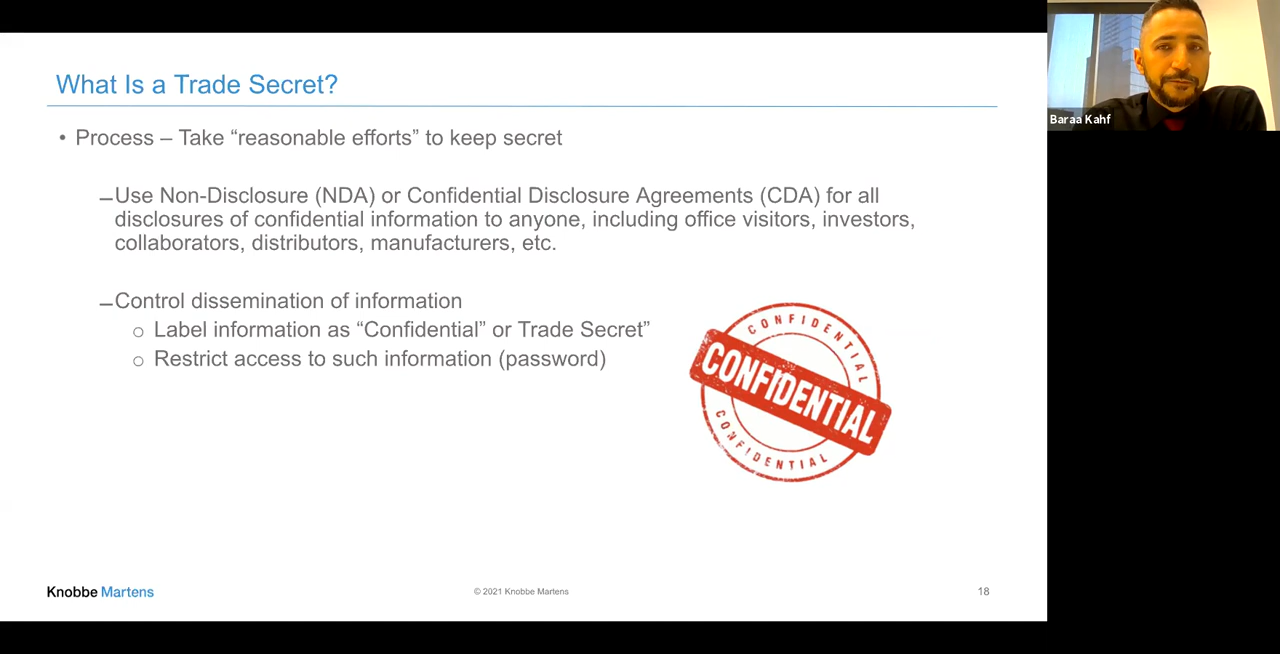 What Is a Trade Secret?
• Process – Take “reasonable efforts” to keep secret
–Use Non-Disclosure (NDA) or Confidential Disclosure Agreements (CDA) for all
disclosures of confidential information to anyone, including office visitors, investors,
collaborators, distributors, manufacturers, etc.
–Control dissemination of information
o Label information as “Confidential” or Trade Secret”
o Restrict access to such information (password)
CONFIDENTIAL
CONFIDENTIAL
CONFIDENTIAL
Knobbe Martens
© 2021 Knobbe Martens
18
Baraa Kahf